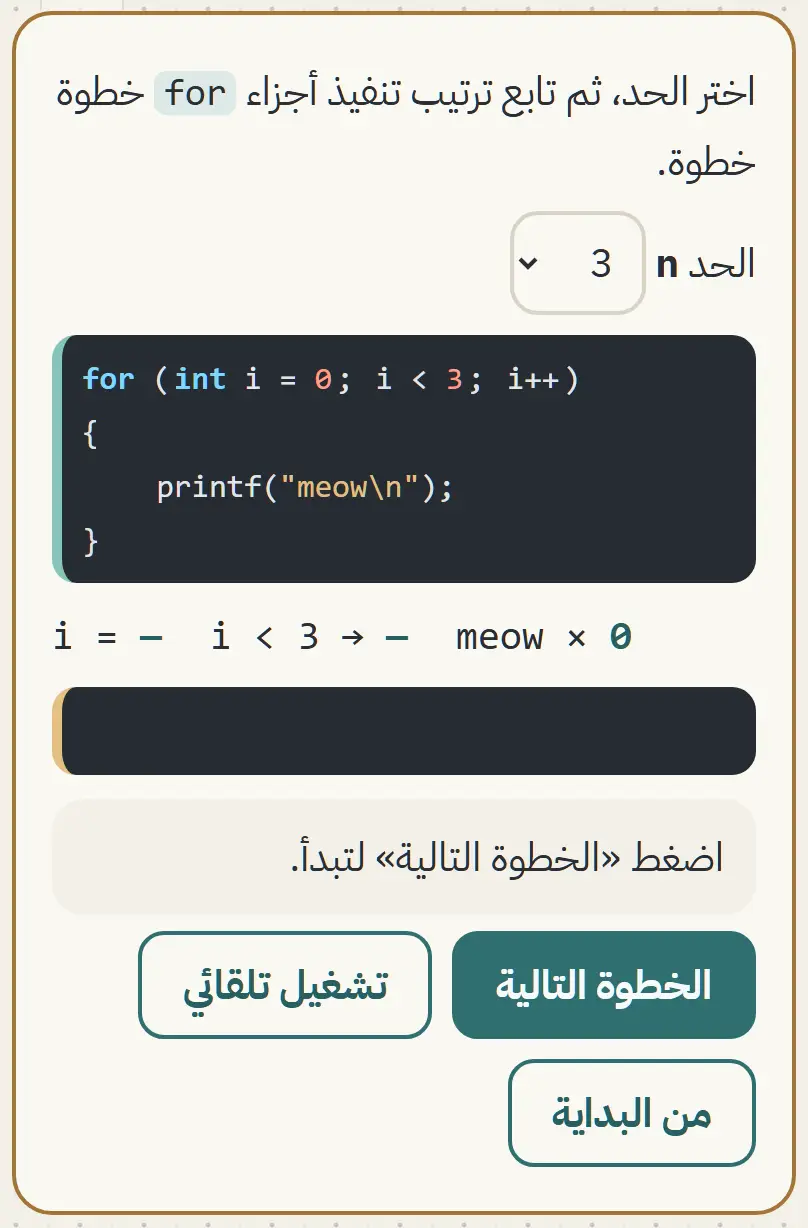 اختر الحد، ثم تابع ترتيب تنفيذ أجزاء for خطوة
خطوة.
الحد n 3
for (int i = 0; i < 3; i++)
{
    printf("meow\n");
}
i = – i < 3 → – meow × 0
اضغط «الخطوة التالية» لتبدأ.
الخطوة التالية
تشغيل تلقائي
من البداية